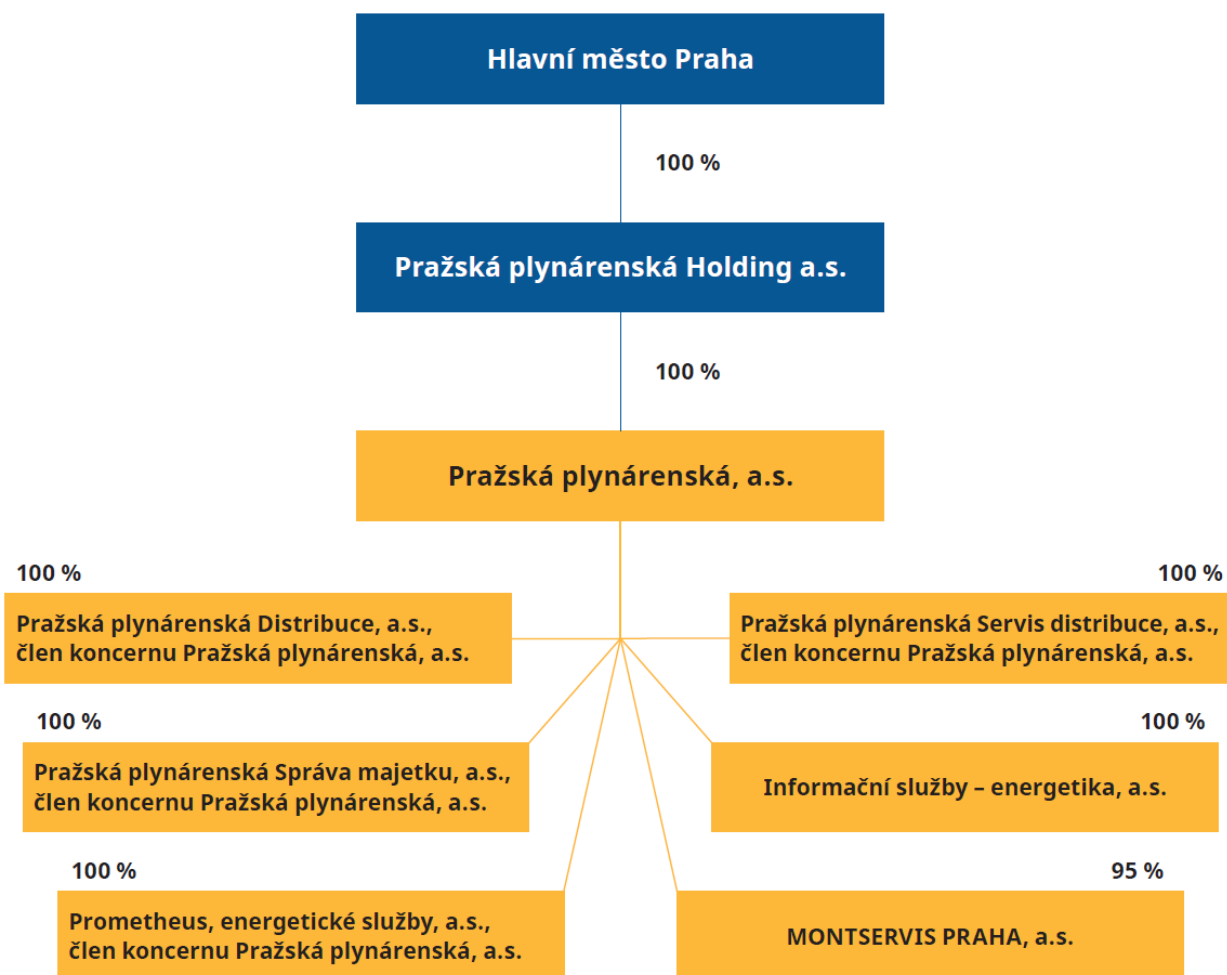 Hlavní město Praha
100 %
Pražská plynárenská Holding a.s.
100 %
Pražská plynárenská, a.s.
100 %
Pražská plynárenská Distribuce, a.s.,
člen koncernu Pražská plynárenská, a.s.
100 %
Pražská plynárenská Servis distribuce, a.s.,
člen koncernu Pražská plynárenská, a.s.
100 %
Pražská plynárenská Správa majetku, a.s.,
člen koncernu Pražská plynárenská, a.s.
100 %
Informační služby – energetika, a.s.
100 %
Prometheus, energetické služby, a.s.,
člen koncernu Pražská plynárenská, a.s.
95 %
MONTSERVIS PRAHA, a.s.